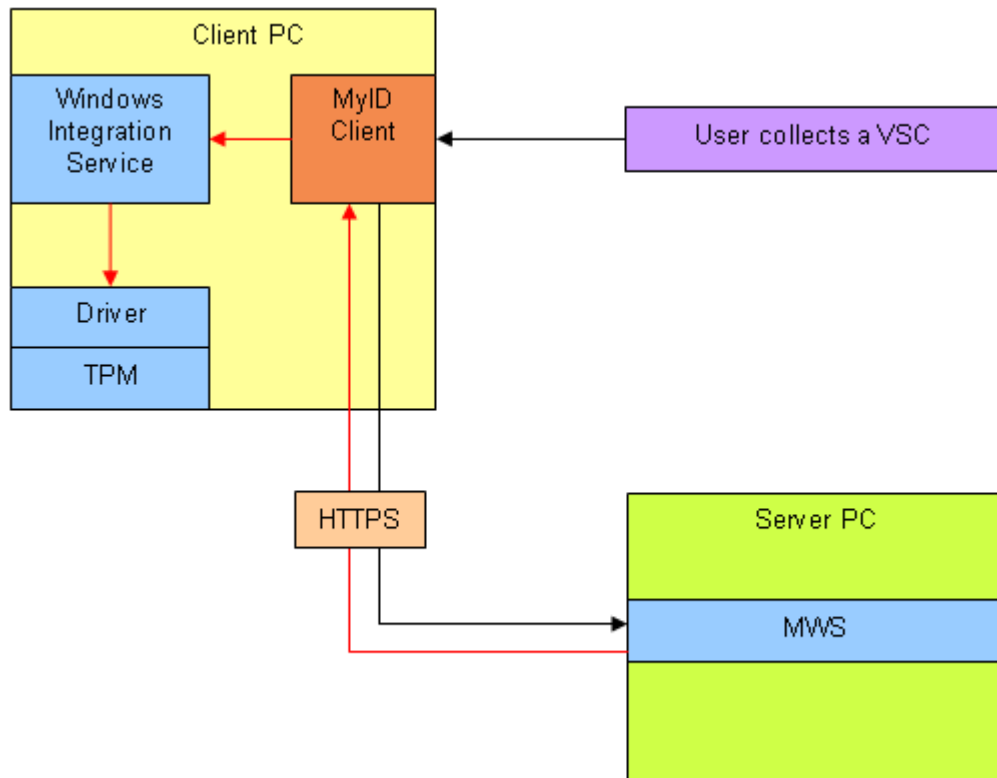 Client PC
Windows
Integration
Service
MyID
Client
User collects a VSC
Driver
TPM
HTTPS
Server PC
MWS